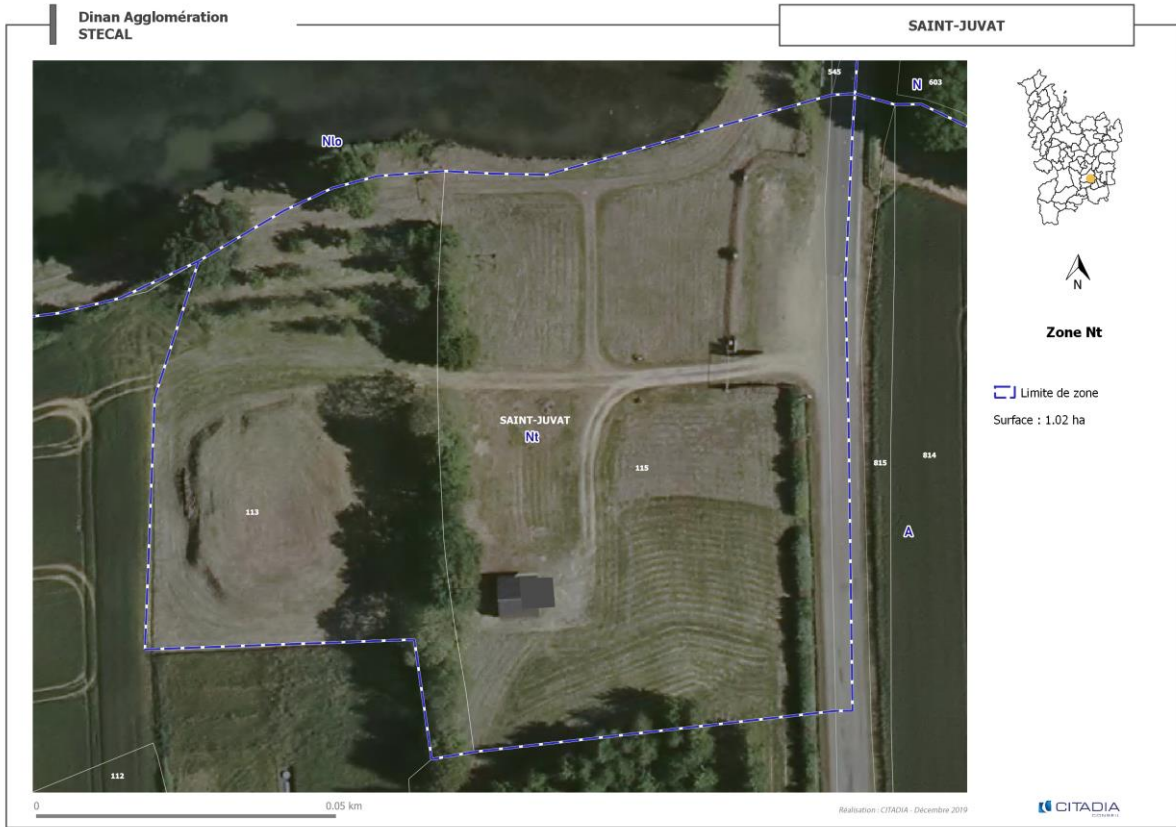 Dinan Agglomération
STECAL
SAINT-JUVAT
545
N
603
Nlo
N
Zone Nt
Limite de zone
Surface : 1.02 ha
SAINT-JUVAT
Nt
115
815
814
113
A
112
0
0.05 km
Réalisation : CITADIA - Décembre 2019
CITADIA
CONSEIL